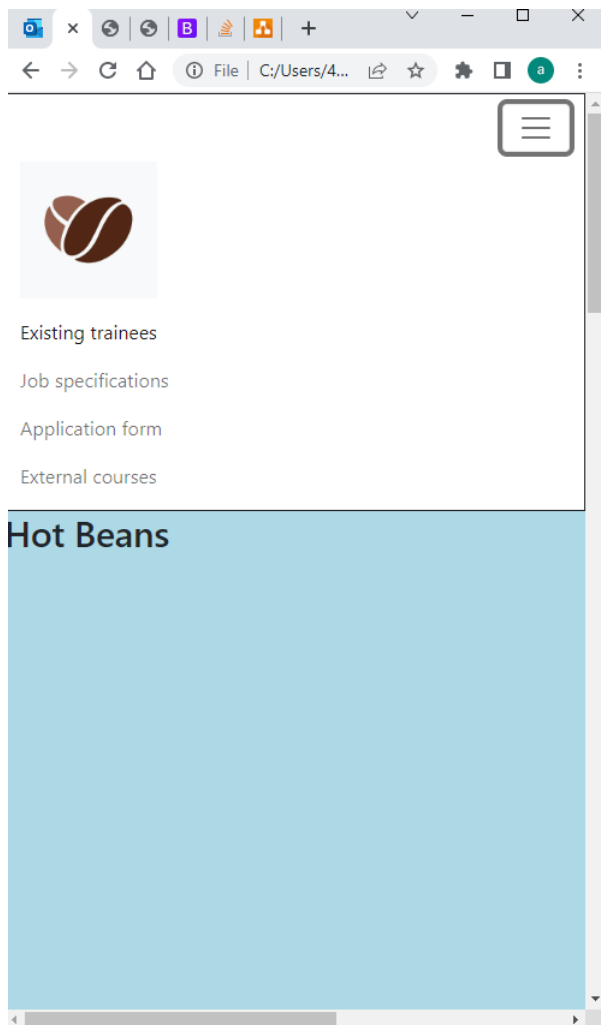 B
File
C:/Users/4...
a
Existing trainees
Job specifications
Application form
External courses
Hot Beans